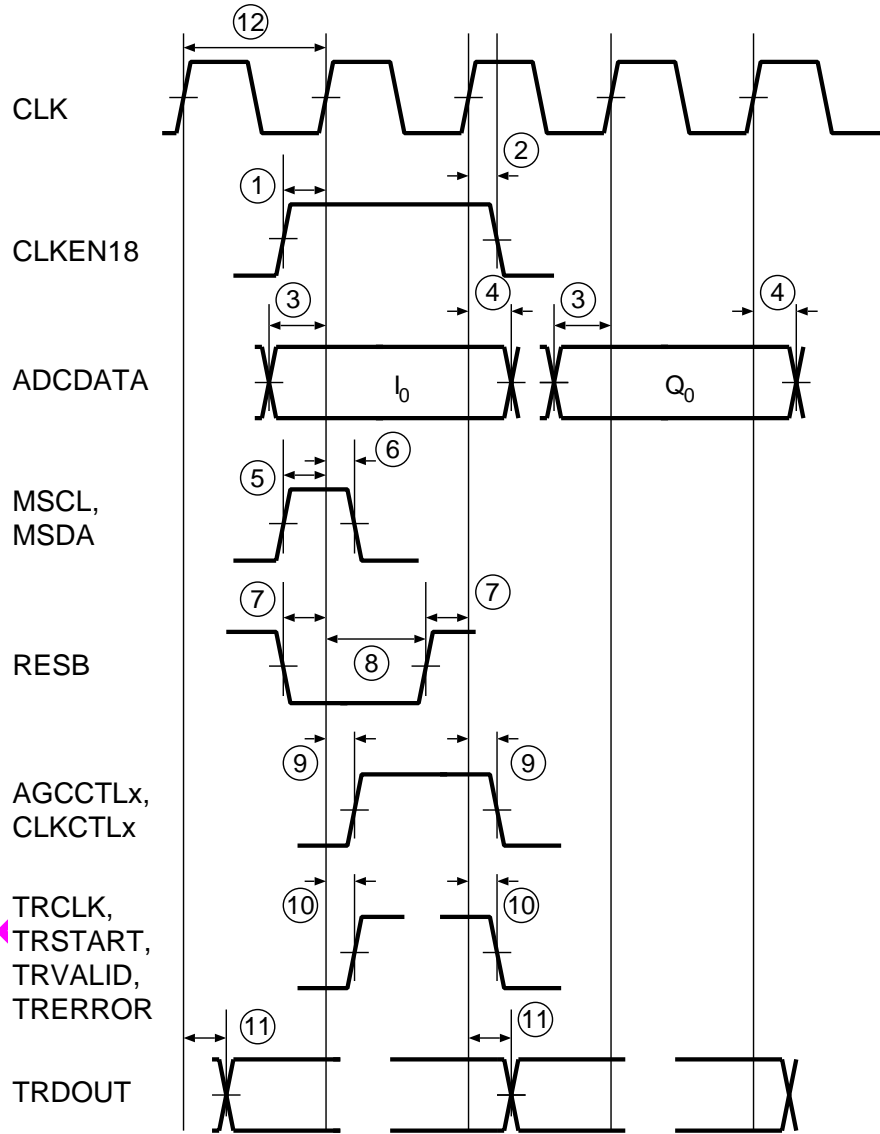 12
CLK
2
1
CLKEN18
3 4 3 4
ADCDATA I0 Q0
6
5
MSCL,
MSDA
7 7
RESB 8
9 9
AGCCTLx,
CLKCTLx
10 10
TRCLK,
TRSTART,
TRVALID,
TRERROR
11 11
TRDOUT